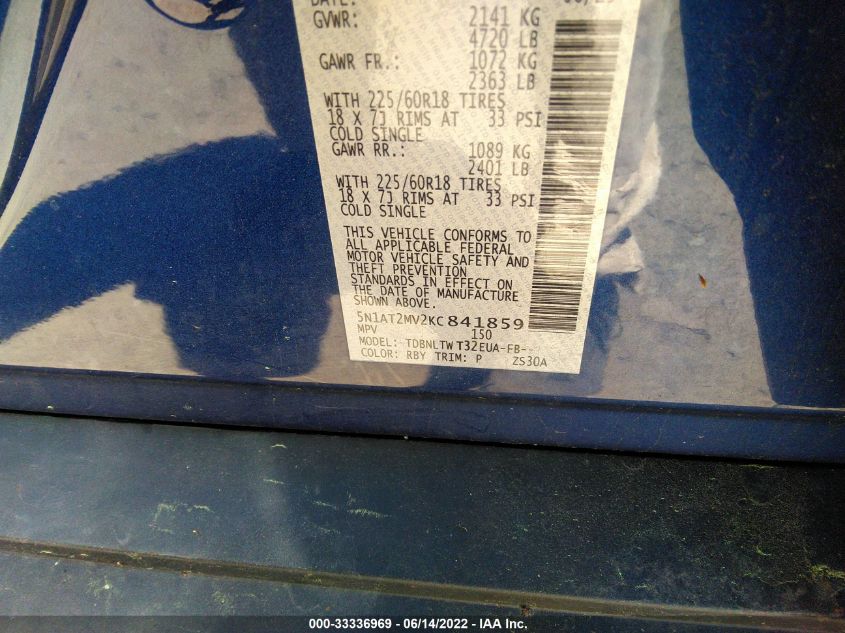 DATE:
GVWR: 2141 KG
4720 LB
GAWR FR.: 1072 KG
2363 LB
WITH 225/60R18 TIRES
18 X 7J RIMS AT 33 PSI
COLD SINGLE
GAWR RR.: 1089 KG
2401 LB
WITH 225/60R18 TIRES
18 X 7J RIMS AT 33 PSI
COLD SINGLE
THIS VEHICLE CONFORMS TO
ALL APPLICABLE FEDERAL
MOTOR VEHICLE SAFETY AND
THEFT PREVENTION
STANDARDS IN EFFECT ON
THE DATE OF MANUFACTURE
SHOWN ABOVE.
5N1AT2MV2KC841859
MPV 150
MODEL: TDBNLTWT32EUA-FB--
COLOR: RBY TRIM: P ZS30A
000-33336969 - 06/14/2022 - IAA Inc.